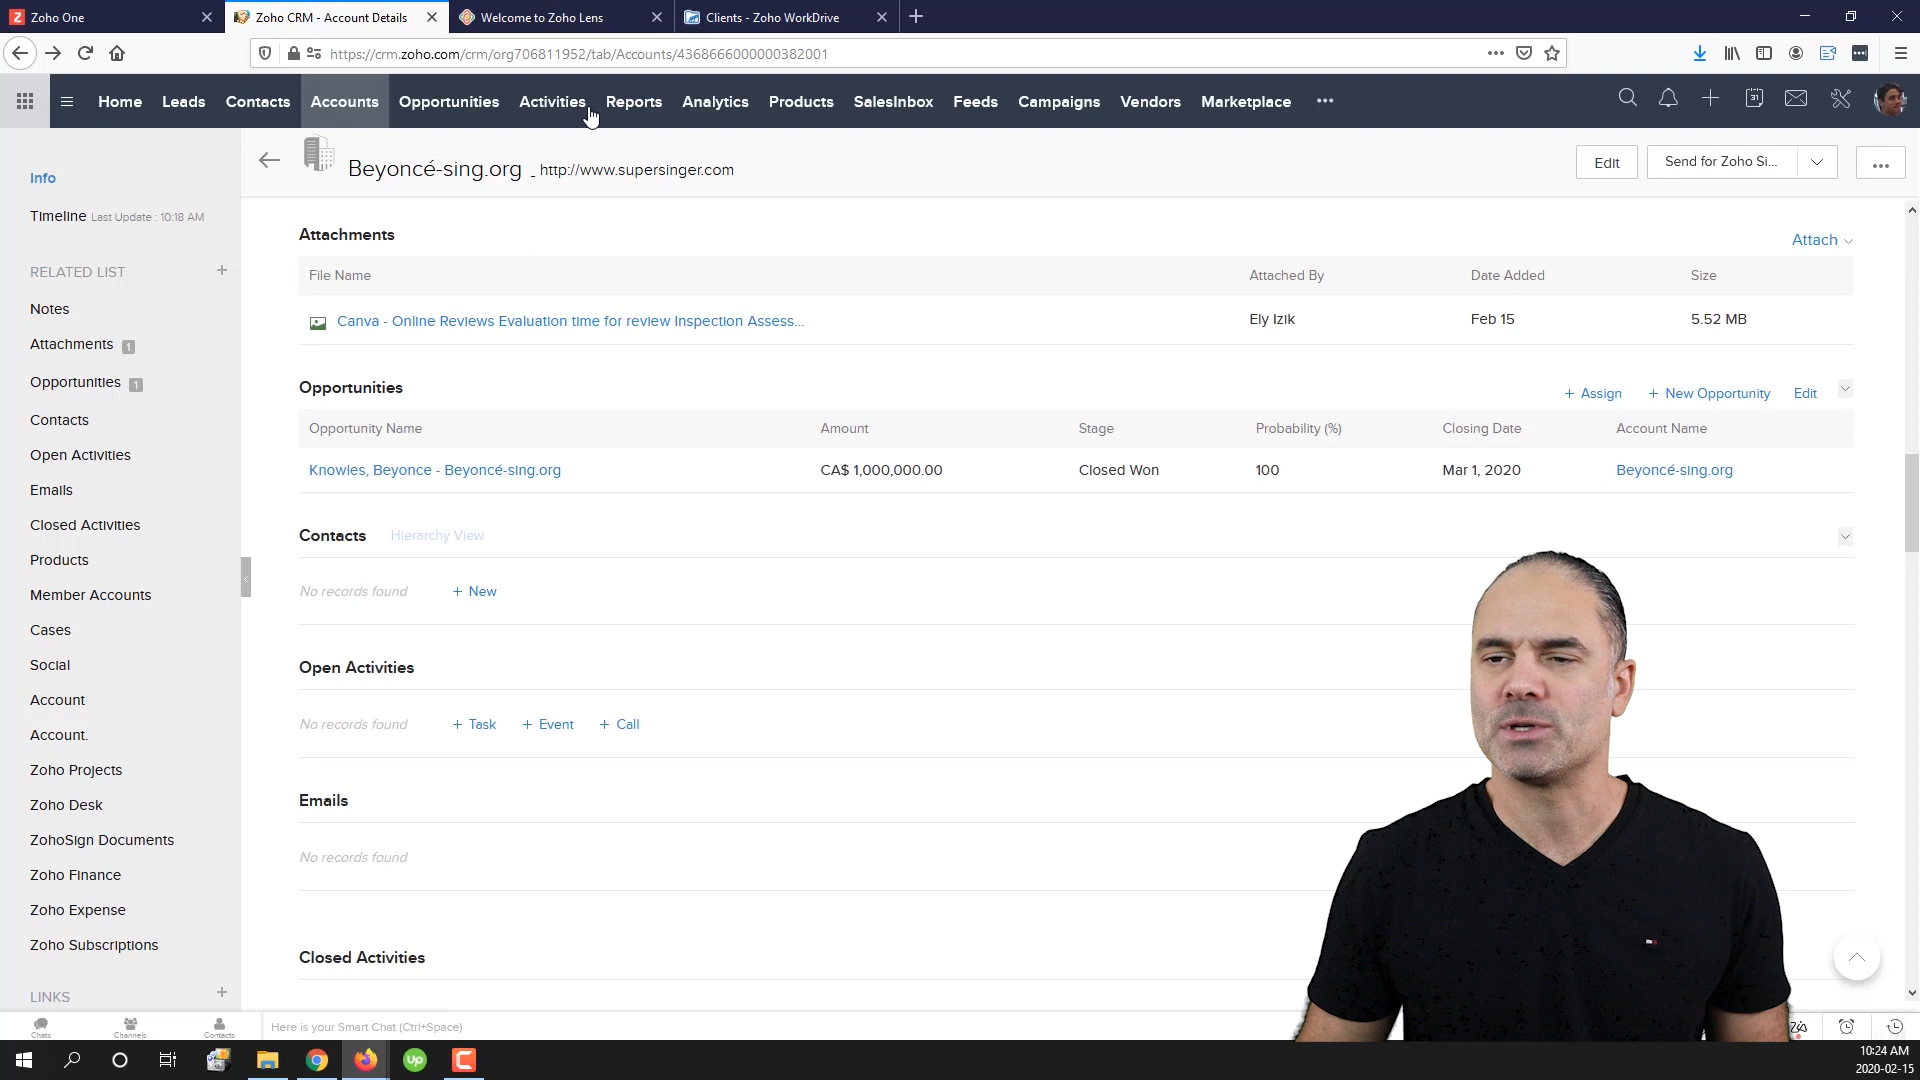 Zoho One
Zoho CRM - Account Details
Welcome to Zoho Lens
Clients - Zoho WorkDrive
https://crm.zoho.com/crm/org706811952/tab/Accounts/4368666000000382001
Home Leads Contacts Accounts Opportunities Activities Reports Analytics Products SalesInbox Feeds Campaigns Vendors Marketplace
31
Beyoncé-sing.org - http://www.supersinger.com
Edit
Send for Zoho Si...
Info
Timeline Last Update : 10:18 AM
RELATED LIST
Notes
Attachments 1
Opportunities 1
Contacts
Open Activities
Emails
Closed Activities
Products
Member Accounts
Cases
Social
Account
Account.
Zoho Projects
Zoho Desk
ZohoSign Documents
Zoho Finance
Zoho Expense
Zoho Subscriptions
LINKS
Attachments
Attach
File Name Attached By Date Added Size
Canva - Online Reviews Evaluation time for review Inspection Assess... Ely Izik Feb 15 5.52 MB
Opportunities
+ Assign + New Opportunity Edit
Opportunity Name Amount Stage Probability (%) Closing Date Account Name
Knowles, Beyonce - Beyoncé-sing.org CA$ 1,000,000.00 Closed Won 100 Mar 1, 2020 Beyoncé-sing.org
Contacts Hierarchy View
No records found + New
Open Activities
No records found + Task + Event + Call
Emails
No records found
Closed Activities
Chats Channels Contacts
Here is your Smart Chat (Ctrl+Space)
Up
10:24 AM
2020-02-15